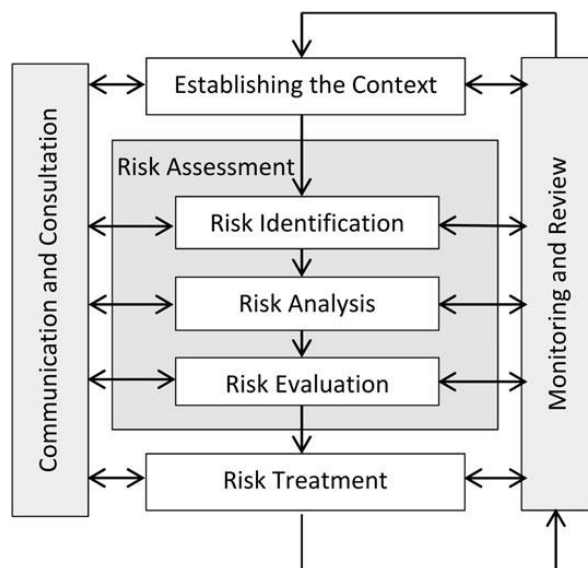 Establishing the Context
Risk Assessment
Risk Identification
Risk Analysis
Risk Evaluation
Risk Treatment
Communication and Consultation
Monitoring and Review